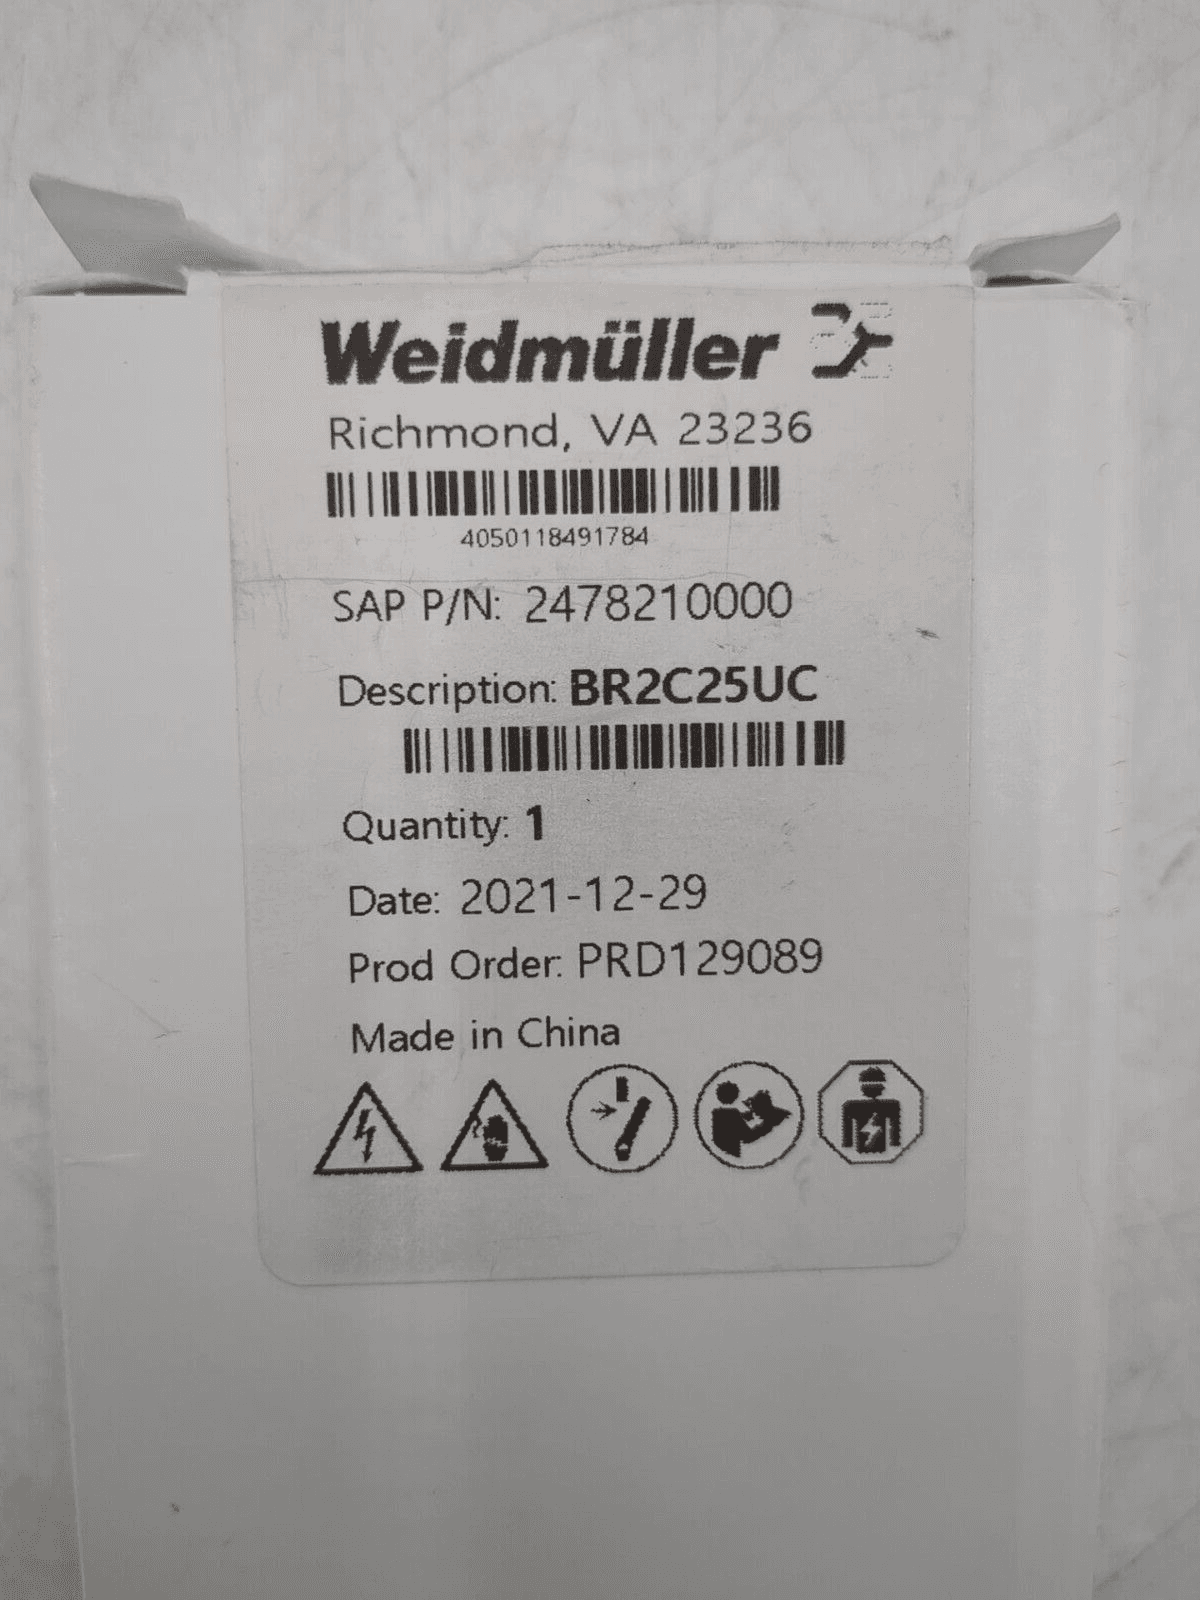 Weidmüller
Richmond, VA 23236
4050118491784
SAP P/N: 2478210000
Description: BR2C25UC
Quantity: 1
Date: 2021-12-29
Prod Order: PRD129089
Made in China